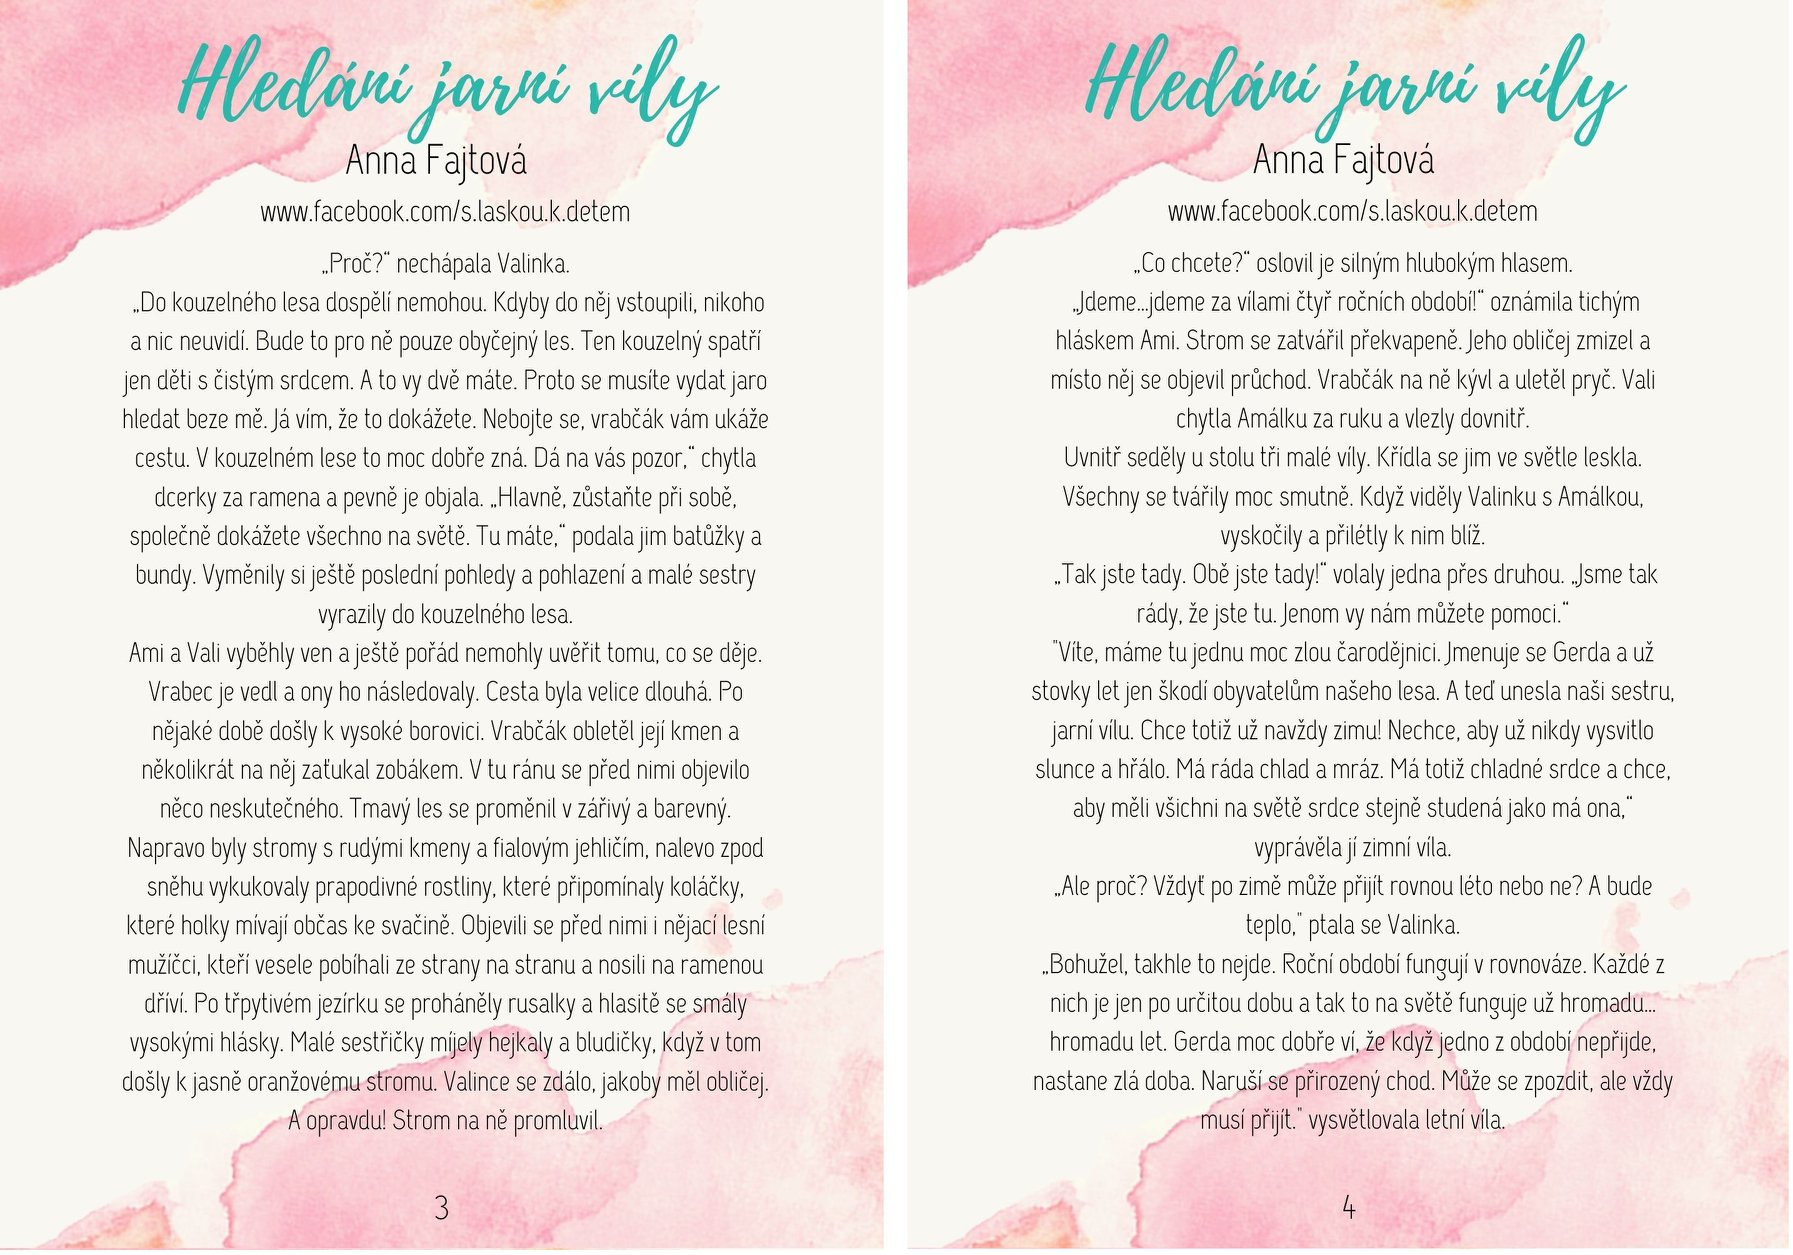 Hledání jarní víly
Anna Fajtová
www.facebook.com/s.laskou.k.detem
„Proč?“ nechápala Valinka.
„Do kouzelného lesa dospělí nemohou. Kdyby do něj vstoupili, nikoho
a nic neuvidí. Bude to pro ně pouze obyčejný les. Ten kouzelný spatří
jen děti s čistým srdcem. A to vy dvě máte. Proto se musíte vydat jaro
hledat beze mě. Já vím, že to dokážete. Nebojte se, vrabčák vám ukáže
cestu. V kouzelném lese to moc dobře zná. Dá na vás pozor,“ chytla
dcerky za ramena a pevně je objala. „Hlavně, zůstaňte při sobě,
společně dokážete všechno na světě. Tu máte,“ podala jim batůžky a
bundy. Vyměnily si ještě poslední pohledy a pohlazení a malé sestry
vyrazily do kouzelného lesa.
Ami a Vali vyběhly ven a ještě pořád nemohly uvěřit tomu, co se děje.
Vrabec je vedl a ony ho následovaly. Cesta byla velice dlouhá. Po
nějaké době došly k vysoké borovici. Vrabčák obletěl její kmen a
několikrát na něj zaťukal zobákem. V tu ránu se před nimi objevilo
něco neskutečného. Tmavý les se proměnil v zářivý a barevný.
Napravo byly stromy s rudými kmeny a fialovým jehličím, nalevo zpod
sněhu vykukovaly prapodivné rostliny, které připomínaly koláčky,
které holky mívají občas ke svačině. Objevili se před nimi i nějací lesní
mužíčci, kteří vesele pobíhali ze strany na stranu a nosili na ramenou
dříví. Po třpytivém jezírku se proháněly rusalky a hlasitě se smály
vysokými hlásky. Malé sestřičky míjely hejkaly a bludičky, když v tom
došly k jasně oranžovému stromu. Valince se zdálo, jakoby měl obličej.
A opravdu! Strom na ně promluvil.
3
Hledání jarní víly
Anna Fajtová
www.facebook.com/s.laskou.k.detem
„Co chcete?“ oslovil je silným hlubokým hlasem.
„Jdeme...jdeme za vílami čtyř ročních období!“ oznámila tichým
hláskem Ami. Strom se zatvářil překvapeně. Jeho obličej zmizel a
místo něj se objevil průchod. Vrabčák na ně kývl a uletěl pryč. Vali
chytla Amálku za ruku a vlezly dovnitř.
Uvnitř seděly u stolu tři malé víly. Křídla se jim ve světle leskla.
Všechny se tvářily moc smutně. Když viděly Valinku s Amálkou,
vyskočily a přilétly k nim blíž.
„Tak jste tady. Obě jste tady!“ volaly jedna přes druhou. „Jsme tak
rády, že jste tu. Jenom vy nám můžete pomoci.“
"Víte, máme tu jednu moc zlou čarodějnici. Jmenuje se Gerda a už
stovky let jen škodí obyvatelům našeho lesa. A teď unesla naši sestru,
jarní vílu. Chce totiž už navždy zimu! Nechce, aby už nikdy vysvitlo
slunce a hřálo. Má ráda chlad a mráz. Má totiž chladné srdce a chce,
aby měli všichni na světě srdce stejně studená jako má ona,“
vyprávěla jí zimní víla.
„Ale proč? Vždyť po zimě může přijít rovnou léto nebo ne? A bude
teplo," ptala se Valinka.
„Bohužel, takhle to nejde. Roční období fungují v rovnováze. Každé z
nich je jen po určitou dobu a tak to na světě funguje už hromadu...
hromadu let. Gerda moc dobře ví, že když jedno z období nepřijde,
nastane zlá doba. Naruší se přirozený chod. Může se zpozdit, ale vždy
musí přijít." vysvětlovala letní víla.
4